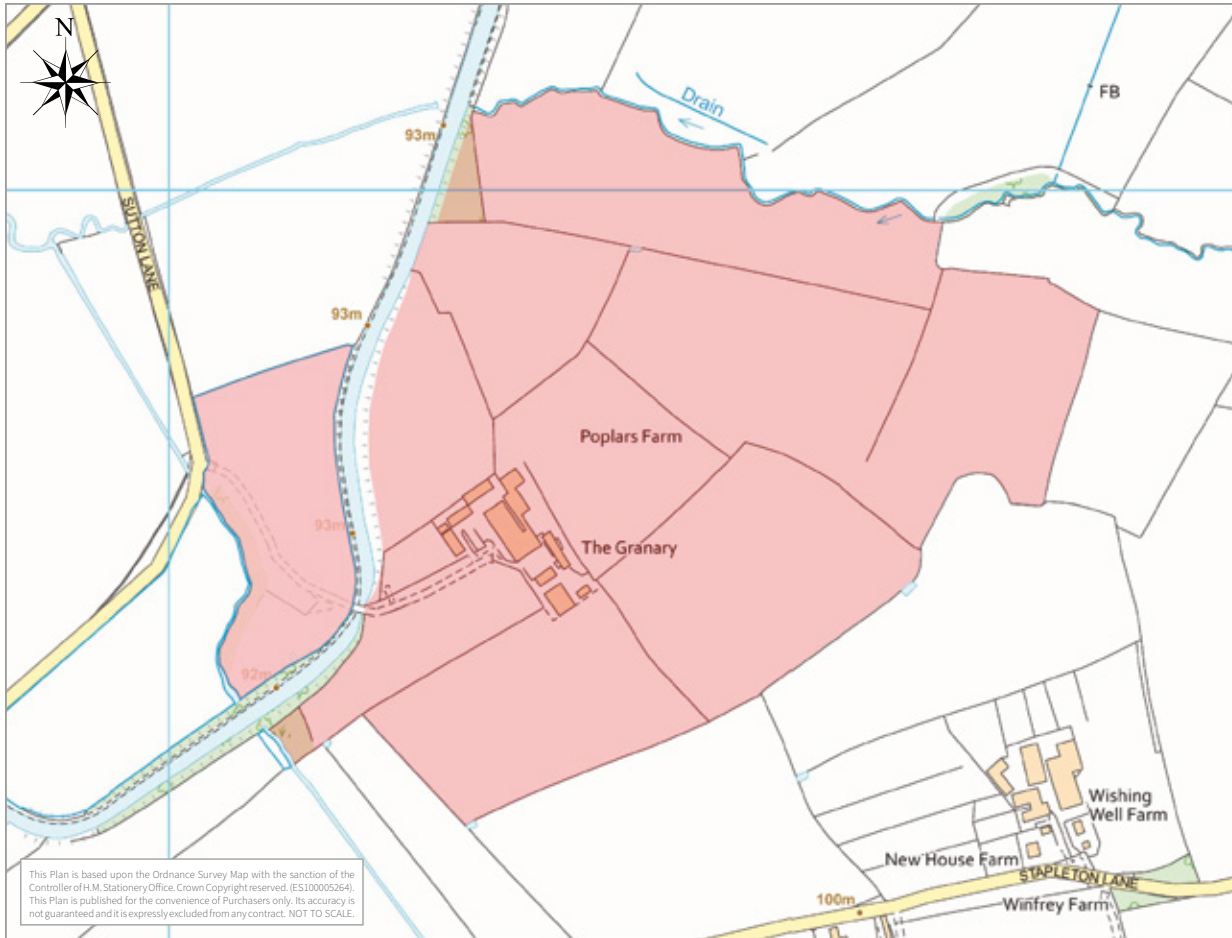 N
Drain
FB
93m
SUTTON LANE
93m
Poplars Farm
93m
The Granary
92m
Wishing
Well Farm
New House Farm
STAPLETON LANE
Winfrey Farm
100m
This Plan is based upon the Ordnance Survey Map with the sanction of the
Controller of H.M. Stationery Office. Crown Copyright reserved. (ES100005264).
This Plan is published for the convenience of Purchasers only. Its accuracy is
not guaranteed and it is expressly excluded from any contract. NOT TO SCALE.